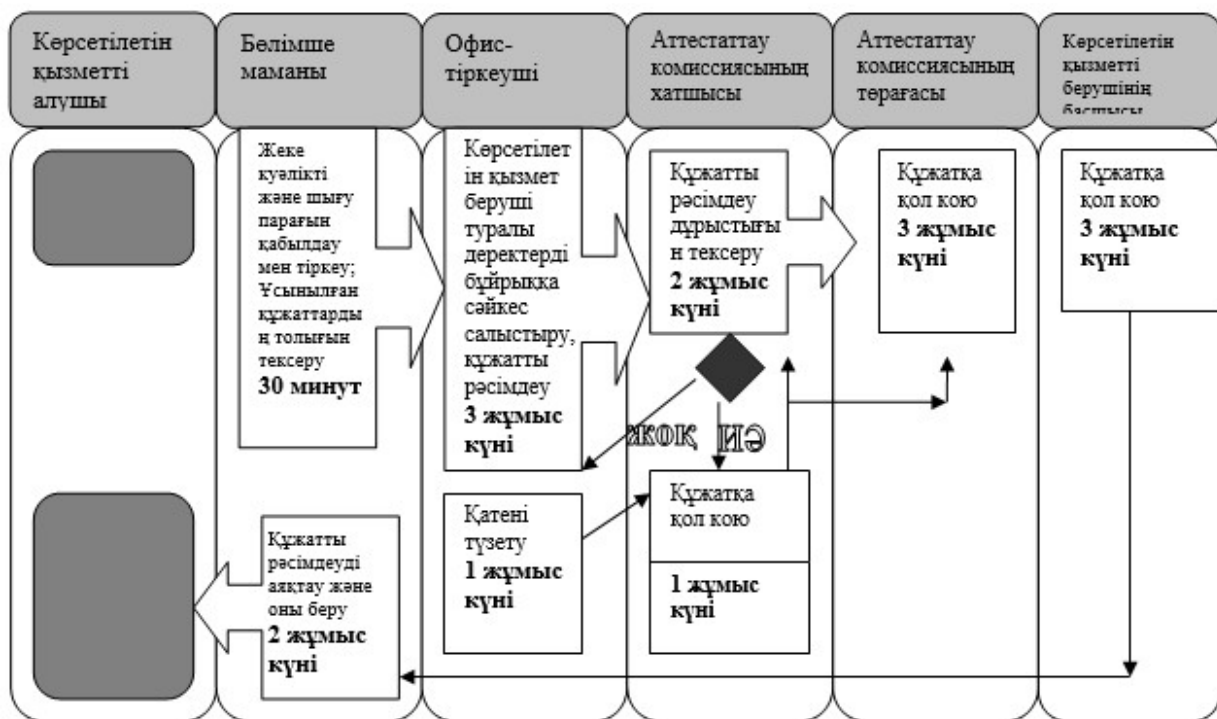 Көрсетілетін
қызметті
алушы
Бөлімше
маманы
Офис-
тіркеуші
Аттестаттау
комиссиясының
хатшысы
Аттестаттау
комиссиясының
төрағасы
Көрсетілетін
қызметті
берушінің
басшысы
Жеке
куәлікті
және шығу
парағын
қабылдау
мен тіркеу;
Ұсынылған
құжаттарды
ң толығын
тексеру
30 минут
Көрсетілет
ін қызмет
беруші
туралы
деректерді
бұйрыққа
сәйкес
салыстыру,
құжатты
рәсімдеу
3 жұмыс
күні
Құжатты
рәсімдеу
дұрыстығы
н тексеру
2 жұмыс
күні
Құжатқа
қол кою
3 жұмыс
күні
Құжатқа
қол кою
3 жұмыс
күні
жоқ
иә
Құжатты
рәсімдеуді
аяқтау және
оны беру
2 жұмыс
күні
Қатені
түзету
1 жұмыс
күні
Құжатқа
қол кою
1 жұмыс
күні